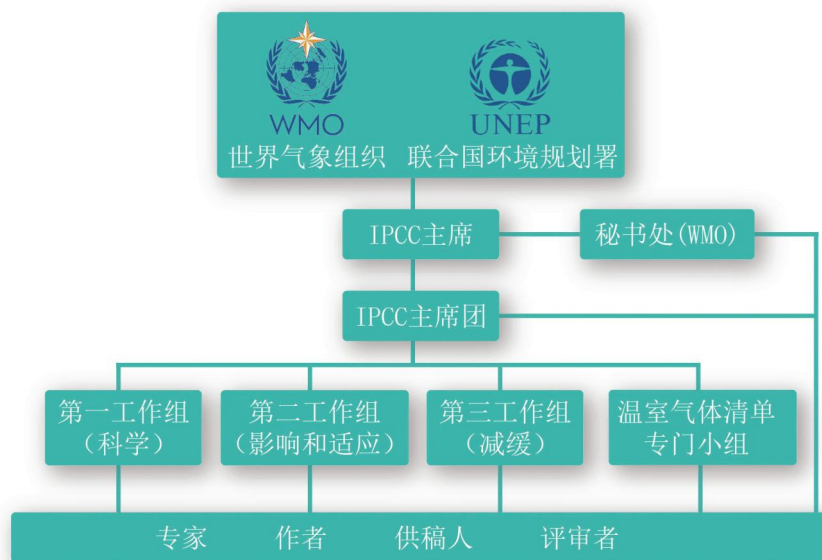 WMO
UNEP
世界气象组织 联合国环境规划署
IPCC主席
秘书处(WMO)
IPCC主席团
第一工作组
(科学)
第二工作组
(影响和适应)
第三工作组
(减缓)
温室气体清单
专门小组
专家 作者 供稿人 评审者